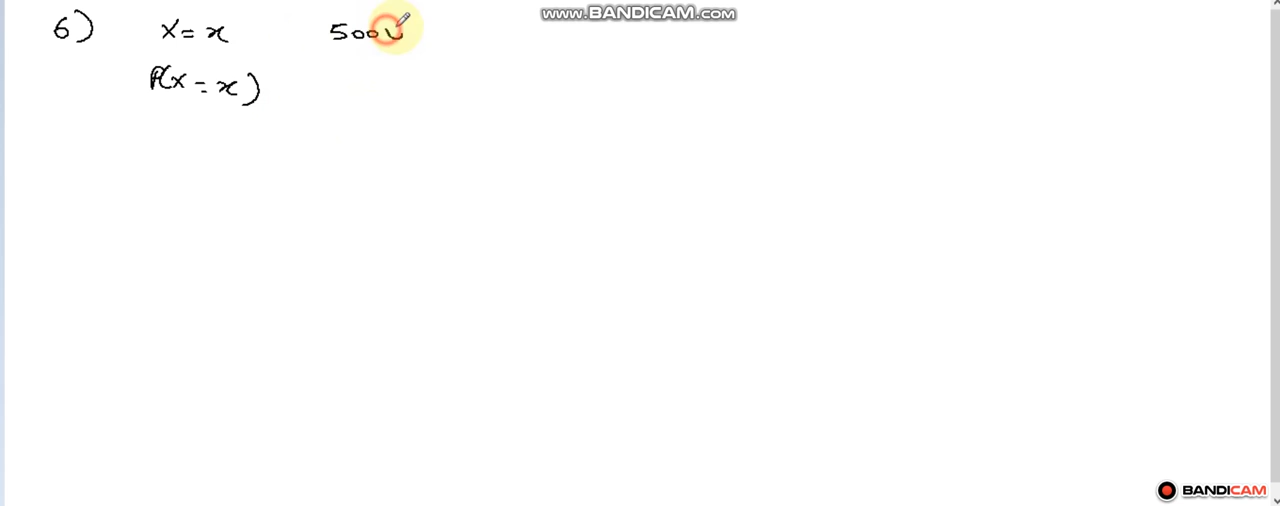 www.BANDICAM.com
6) X = x 500
P(X = x)
BANDICAM